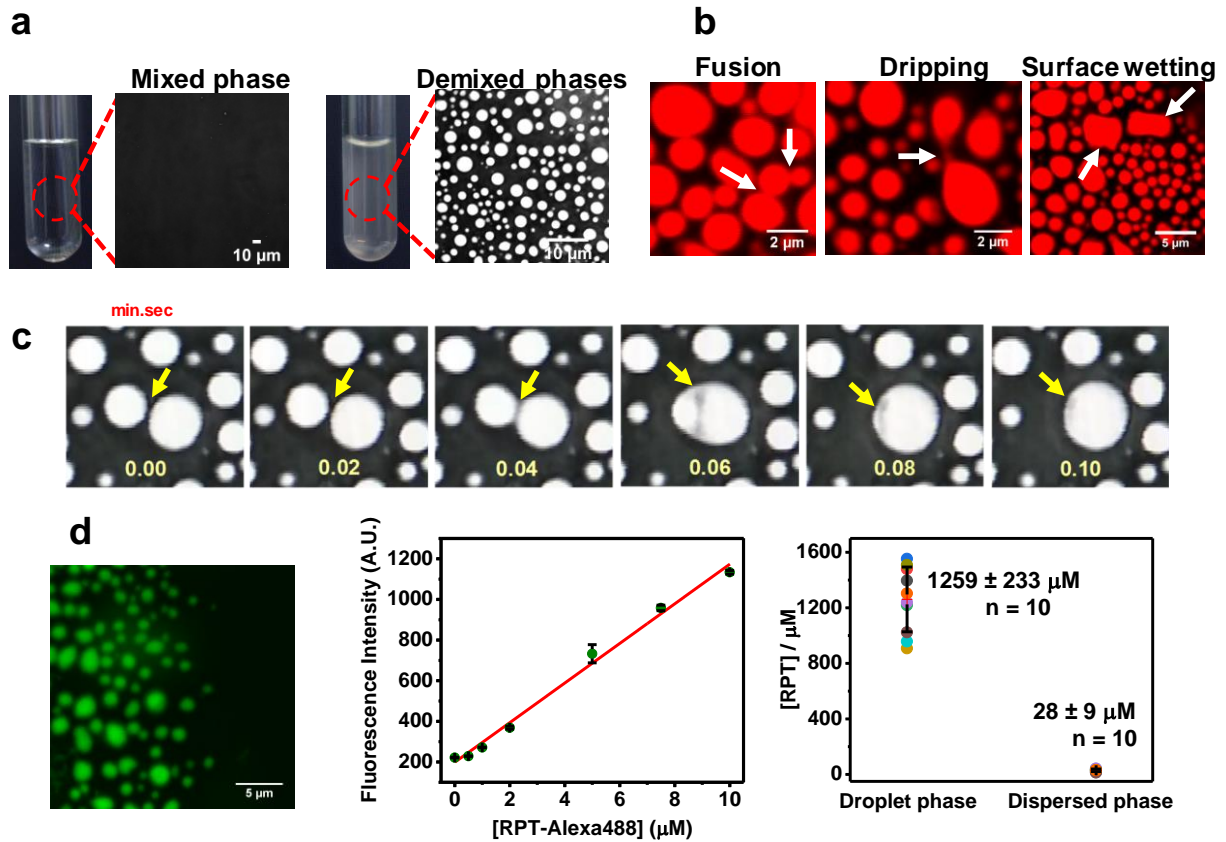 a
Mixed phase
Demixed phases
10 µm
10 µm
b
Fusion
Dripping
Surface wetting
2 µm
2 µm
5 µm
c
min.sec
0.00
0.02
0.04
0.06
0.08
0.10
d
5 µm
Fluorescence Intensity (A.U.)
1200
1000
800
600
400
200
0
2
4
6
8
10
[RPT-Alexa488] (µM)
[RPT] / µM
1600
1200
800
400
0
1259 ± 233 µM
n = 10
28 ± 9 µM
n = 10
Droplet phase
Dispersed phase